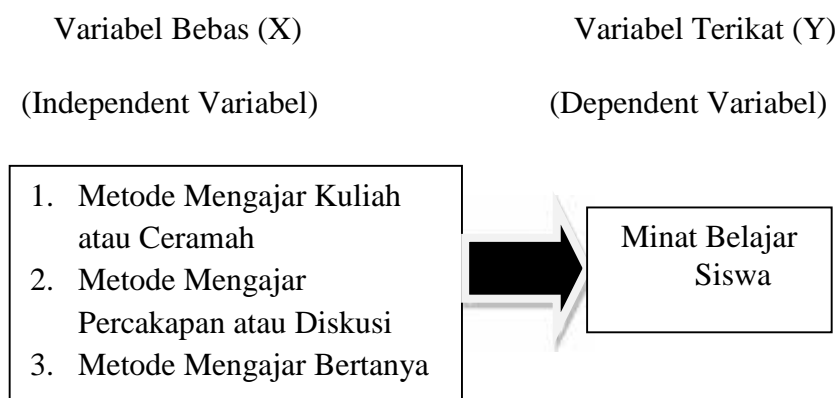 Variabel Bebas (X)
Variabel Terikat (Y)
(Independent Variabel)
(Dependent Variabel)
1. Metode Mengajar Kuliah
atau Ceramah
2. Metode Mengajar
Percakapan atau Diskusi
3. Metode Mengajar Bertanya
Minat Belajar
Siswa